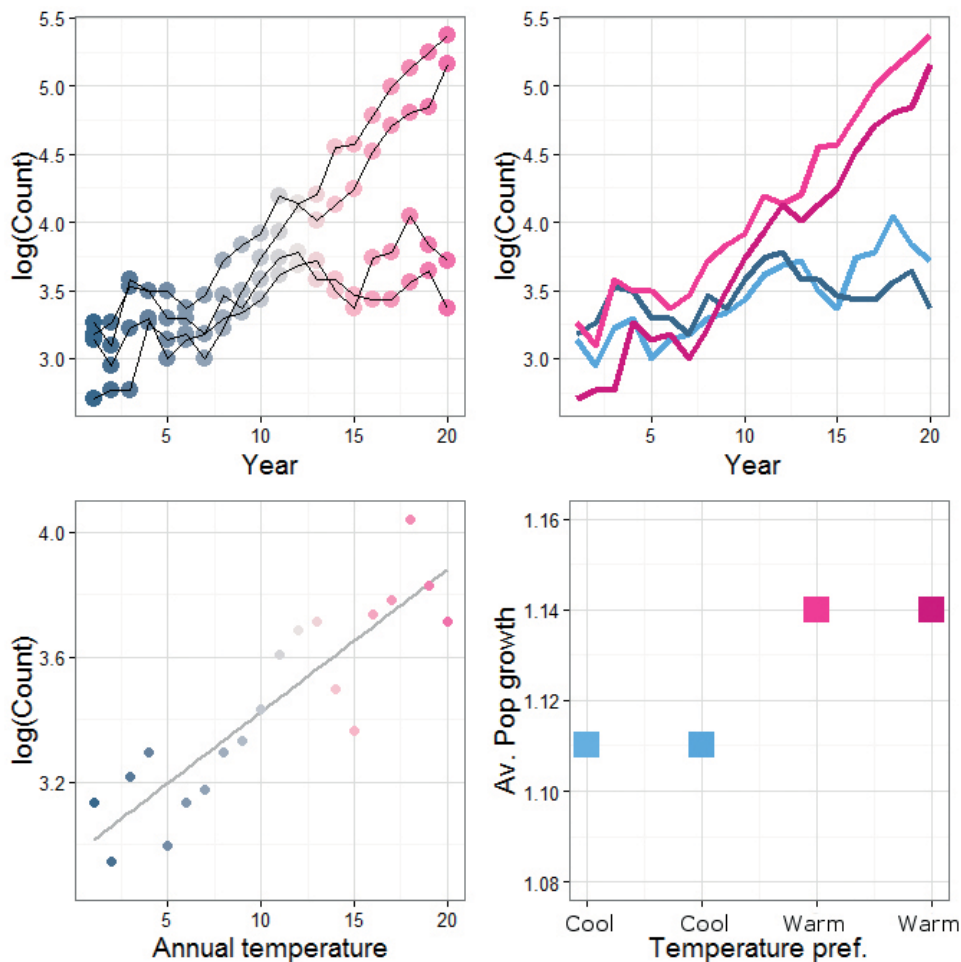 5.5
5.0
4.5
4.0
3.5
3.0
log(Count)
5
10
15
20
Year
5.5
5.0
4.5
4.0
3.5
3.0
log(Count)
5
10
15
20
Year
4.0
3.6
3.2
log(Count)
5
10
15
20
Annual temperature
1.16
1.14
1.12
1.10
1.08
Av. Pop growth
Cool
Cool
Warm
Warm
Temperature pref.